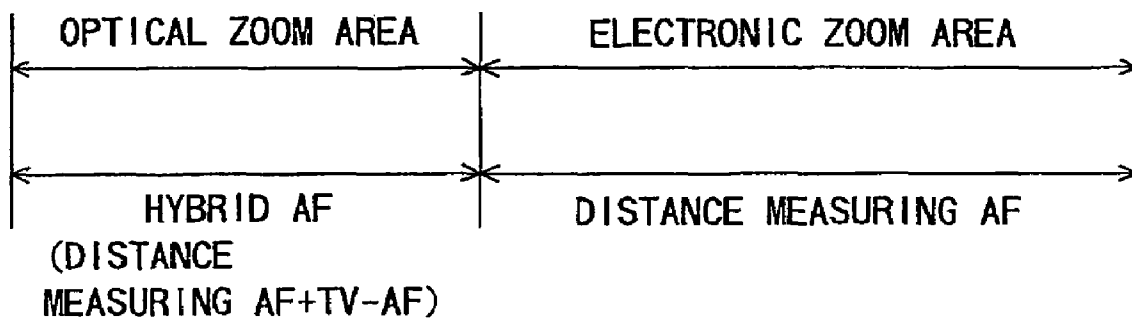 OPTICAL ZOOM AREA
ELECTRONIC ZOOM AREA
HYBRID AF
(DISTANCE
MEASURING AF+TV-AF)
DISTANCE MEASURING AF